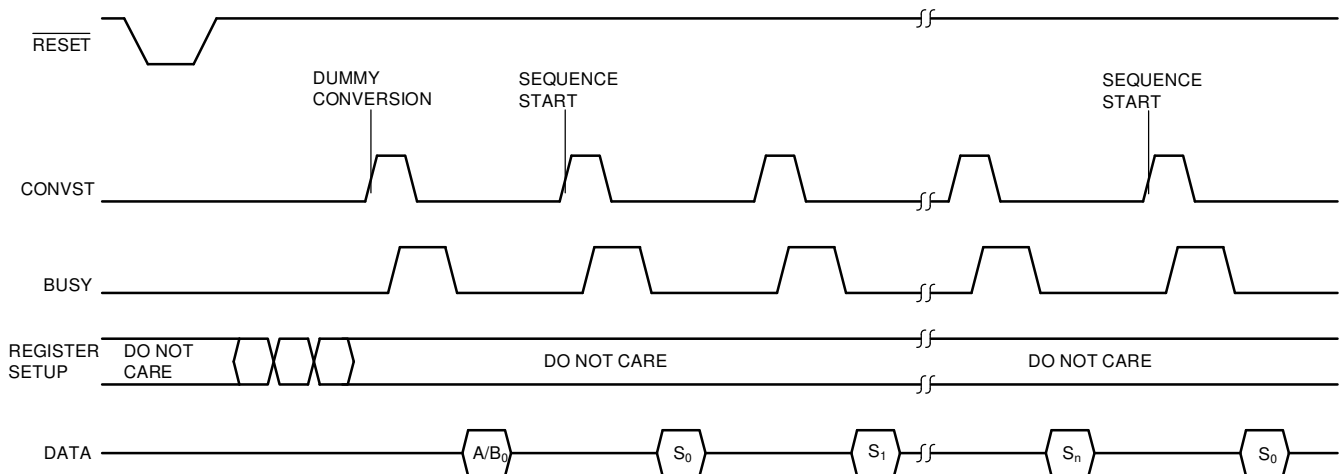 RESET
DUMMY
CONVERSION
SEQUENCE
START
SEQUENCE
START
CONVST
BUSY
REGISTER
SETUP
DO NOT
CARE
DO NOT CARE
DO NOT CARE
DATA
A/B₀
S₀
S₁
Sₙ
S₀